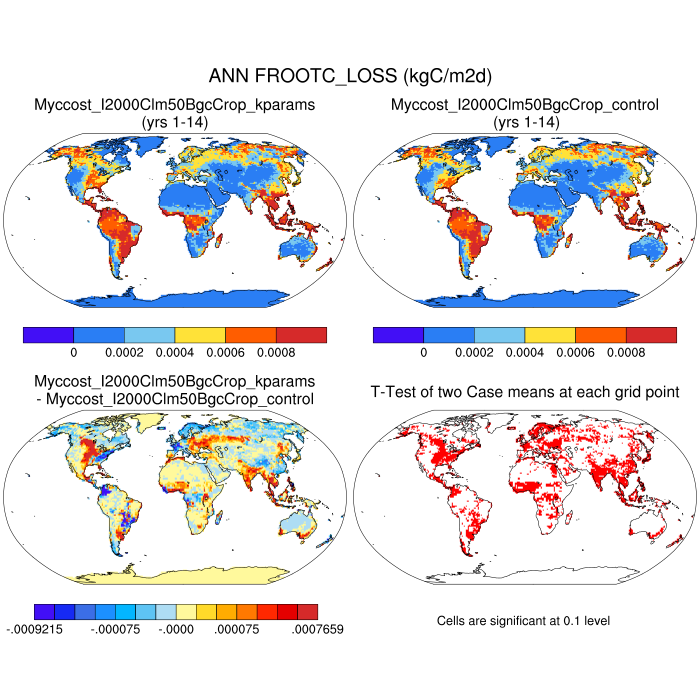 ANN FROOTC_LOSS (kgC/m2d)
Myccost_I2000Clm50BgcCrop_kparams
(yrs 1-14)
Myccost_I2000Clm50BgcCrop_control
(yrs 1-14)
0 0.0002 0.0004 0.0006 0.0008
0 0.0002 0.0004 0.0006 0.0008
Myccost_I2000Clm50BgcCrop_kparams
- Myccost_I2000Clm50BgcCrop_control
T-Test of two Case means at each grid point
-.0009215 -.000075 -.0000 .000075 .0007659
Cells are significant at 0.1 level